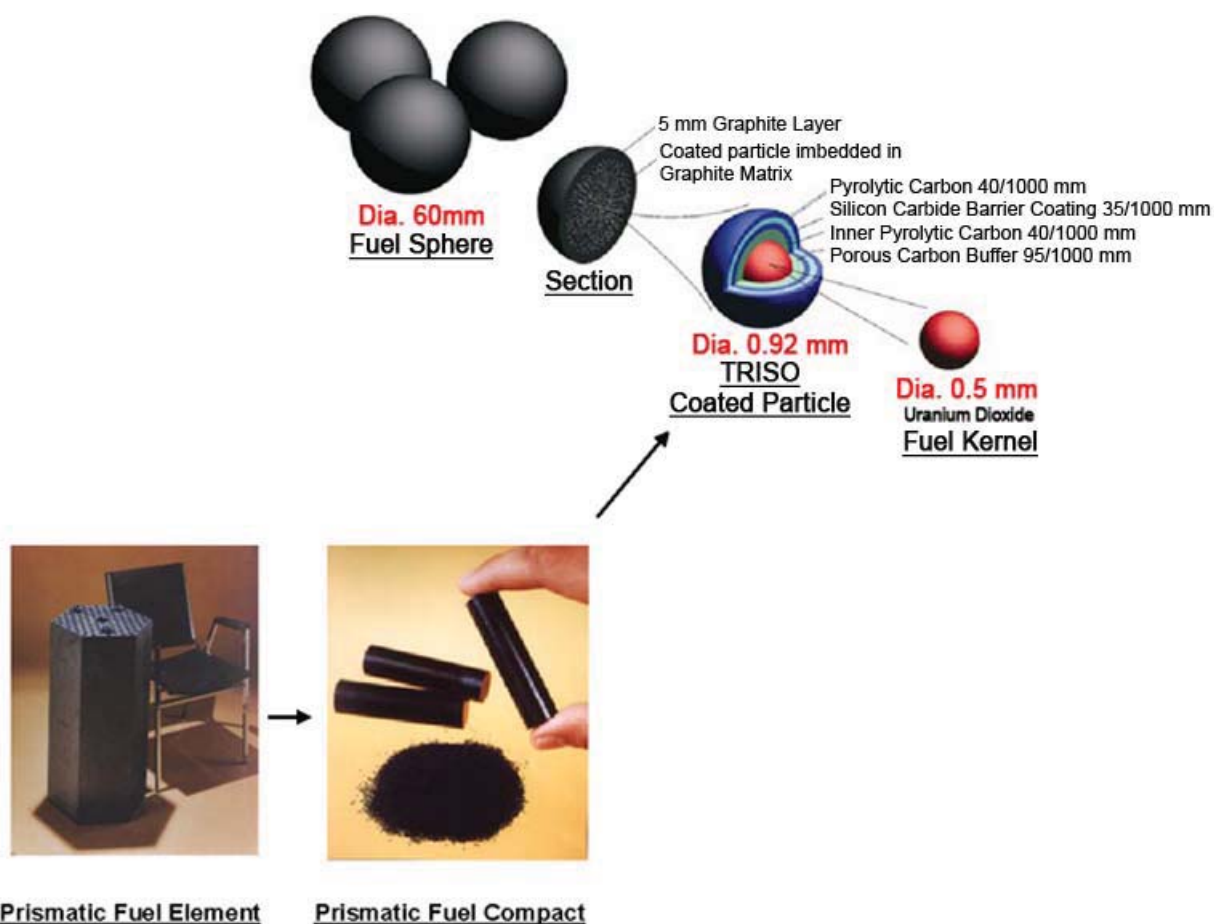 5 mm Graphite Layer
Coated particle imbedded in
Graphite Matrix
Dia. 60mm
Fuel Sphere
Section
Pyrolytic Carbon 40/1000 mm
Silicon Carbide Barrier Coating 35/1000 mm
Inner Pyrolytic Carbon 40/1000 mm
Porous Carbon Buffer 95/1000 mm
Dia. 0.92 mm
TRISO
Coated Particle
Dia. 0.5 mm
Uranium Dioxide
Fuel Kernel
Prismatic Fuel Element
Prismatic Fuel Compact